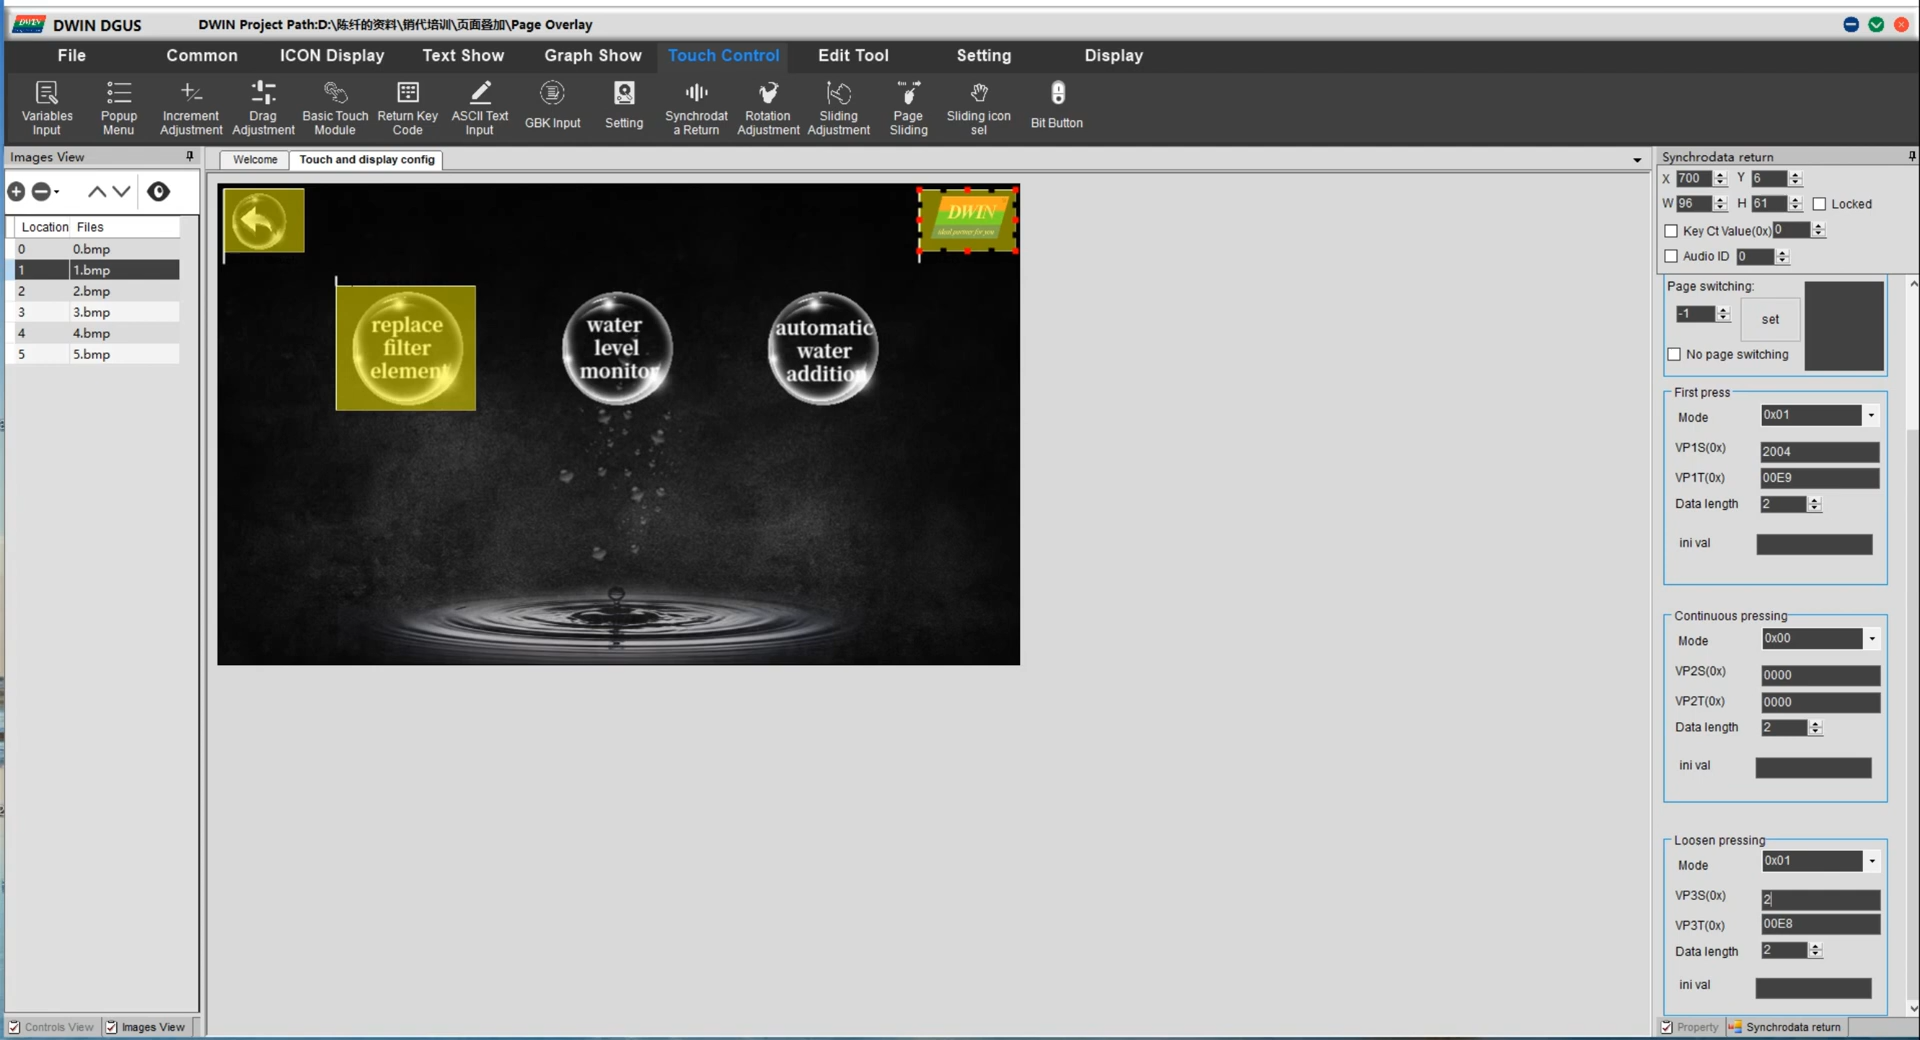 DWIN DGUS
DWIN Project Path:D:\陈纤的资料\销代培训\页面叠加\Page Overlay
File Common ICON Display Text Show Graph Show Touch Control Edit Tool Setting Display
Variables Input
Popup Menu
Increment Adjustment
Drag Adjustment
Basic Touch Module
Return Key Code
ASCII Text Input
GBK Input
Setting
Synchrodat a Return
Rotation Adjustment
Sliding Adjustment
Page Sliding
Sliding icon sel
Bit Button
Images View
Location Files
0 0.bmp
1 1.bmp
2 2.bmp
3 3.bmp
4 4.bmp
5 5.bmp
Controls View Images View
Welcome Touch and display config
DWIN
ideal partner for you
replace
filter
element
water
level
monitor
automatic
water
addition
Synchrodata return
X 700 Y 6
W 96 H 61 Locked
Key Ct Value(0x) 0
Audio ID 0
Page switching:
-1 set
No page switching
First press
Mode 0x01
VP1S(0x) 2004
VP1T(0x) 00E9
Data length 2
ini val
Continuous pressing
Mode 0x00
VP2S(0x) 0000
VP2T(0x) 0000
Data length 2
ini val
Loosen pressing
Mode 0x01
VP3S(0x) 2
VP3T(0x) 00E8
Data length 2
ini val
Property Synchrodata return